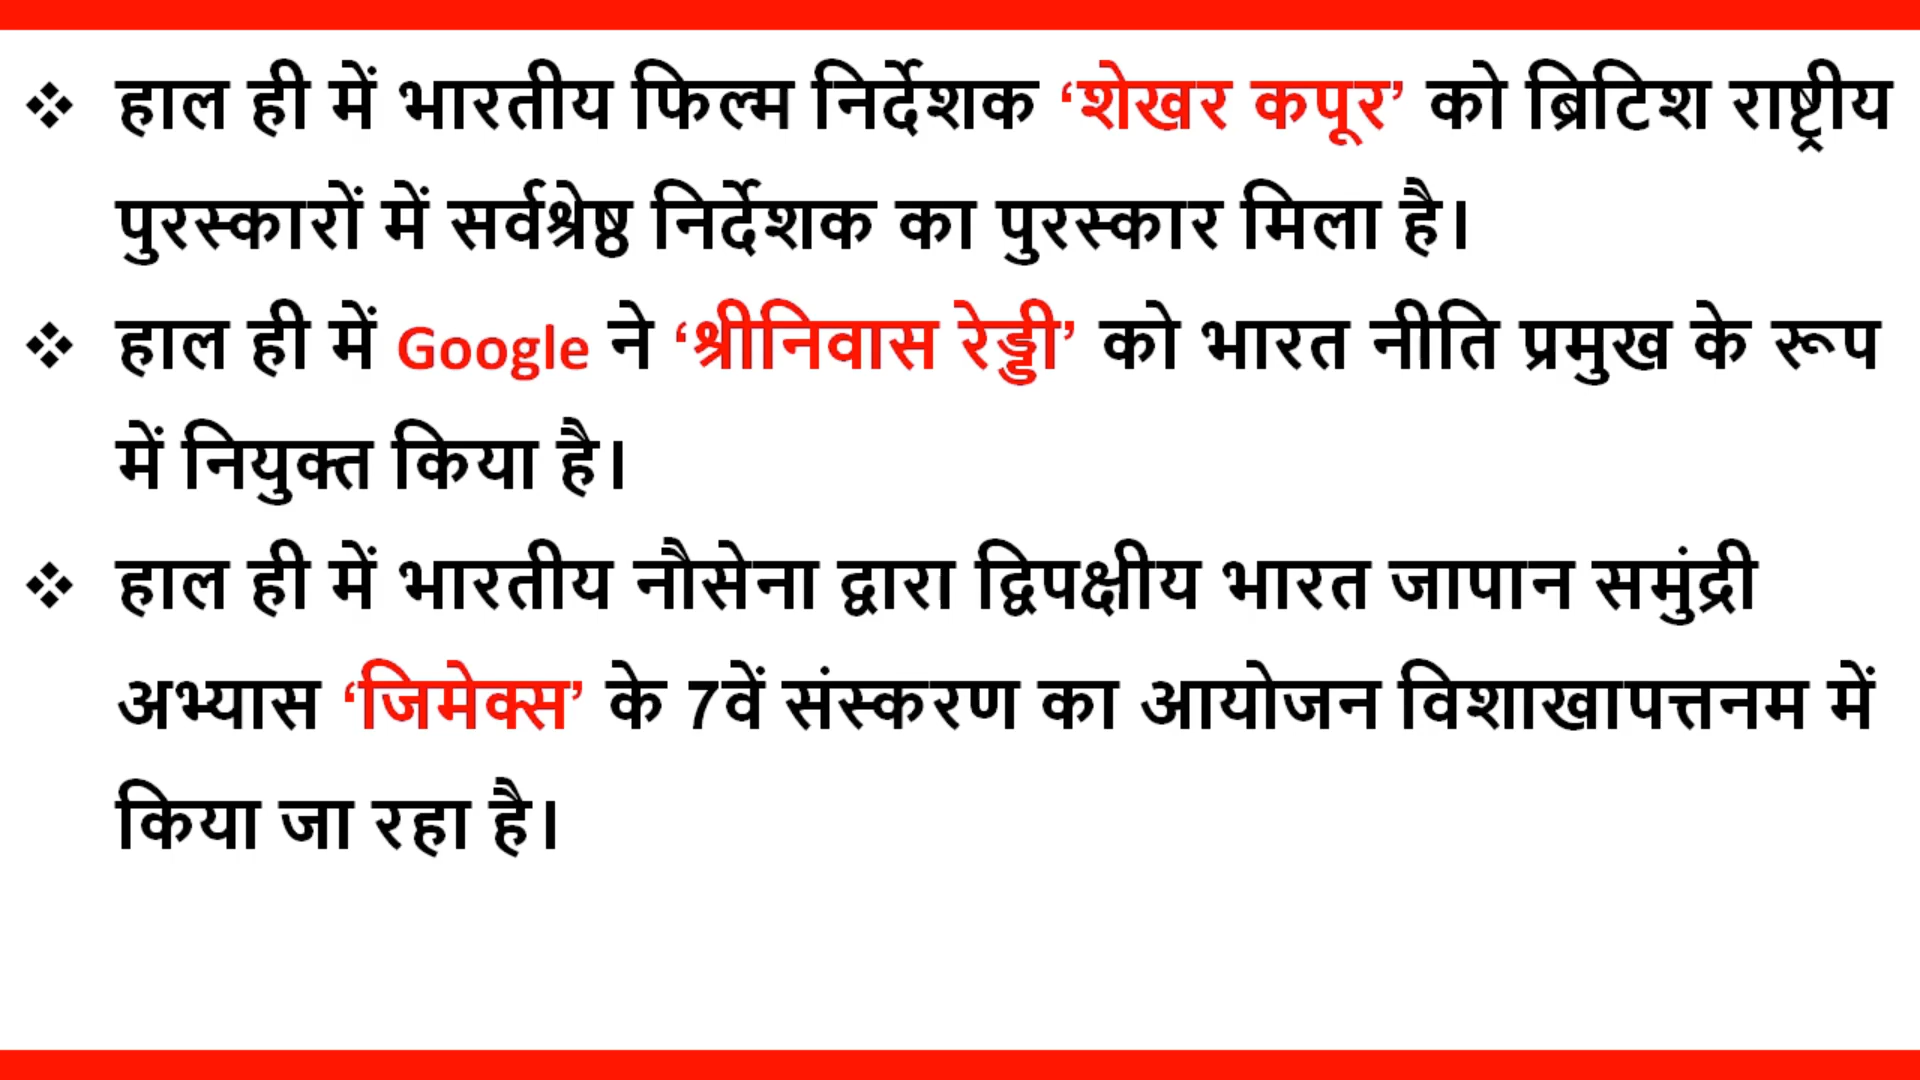 ❖ हाल ही में भारतीय फिल्म निर्देशक ‘शेखर कपूर’ को ब्रिटिश राष्ट्रीय
पुरस्कारों में सर्वश्रेष्ठ निर्देशक का पुरस्कार मिला है।
❖ हाल ही में Google ने ‘श्रीनिवास रेड्डी’ को भारत नीति प्रमुख के रूप
में नियुक्त किया है।
❖ हाल ही में भारतीय नौसेना द्वारा द्विपक्षीय भारत जापान समुंद्री
अभ्यास ‘जिमेक्स’ के 7वें संस्करण का आयोजन विशाखापत्तनम में
किया जा रहा है।